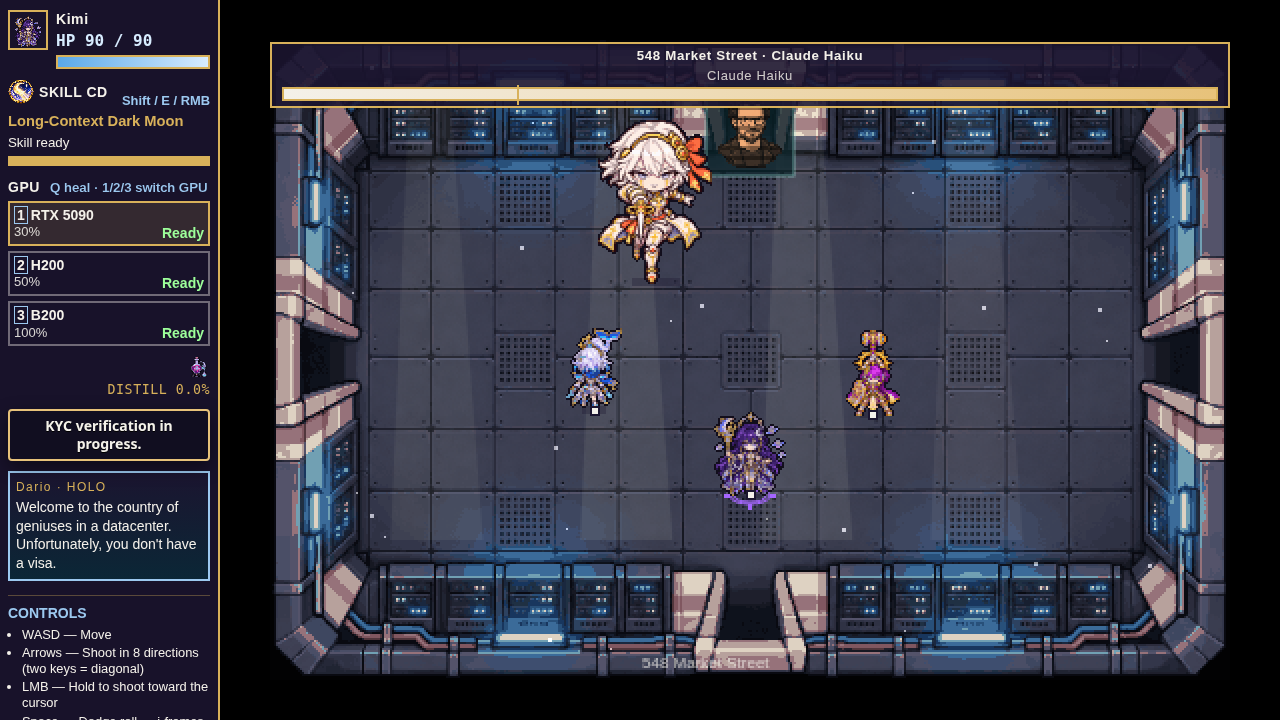 Kimi
HP 90 / 90
SKILL CD
Shift / E / RMB
Long-Context Dark Moon
Skill ready
GPU Q heal · 1/2/3 switch GPU
1 RTX 5090
30% Ready
2 H200
50% Ready
3 B200
100% Ready
DISTILL 0.0%
KYC verification in
progress.
Dario · HOLO
Welcome to the country of
geniuses in a datacenter.
Unfortunately, you don't have
a visa.
CONTROLS
• WASD — Move
• Arrows — Shoot in 8 directions
(two keys = diagonal)
• LMB — Hold to shoot toward the
cursor
548 Market Street · Claude Haiku
Claude Haiku
548 Market Street